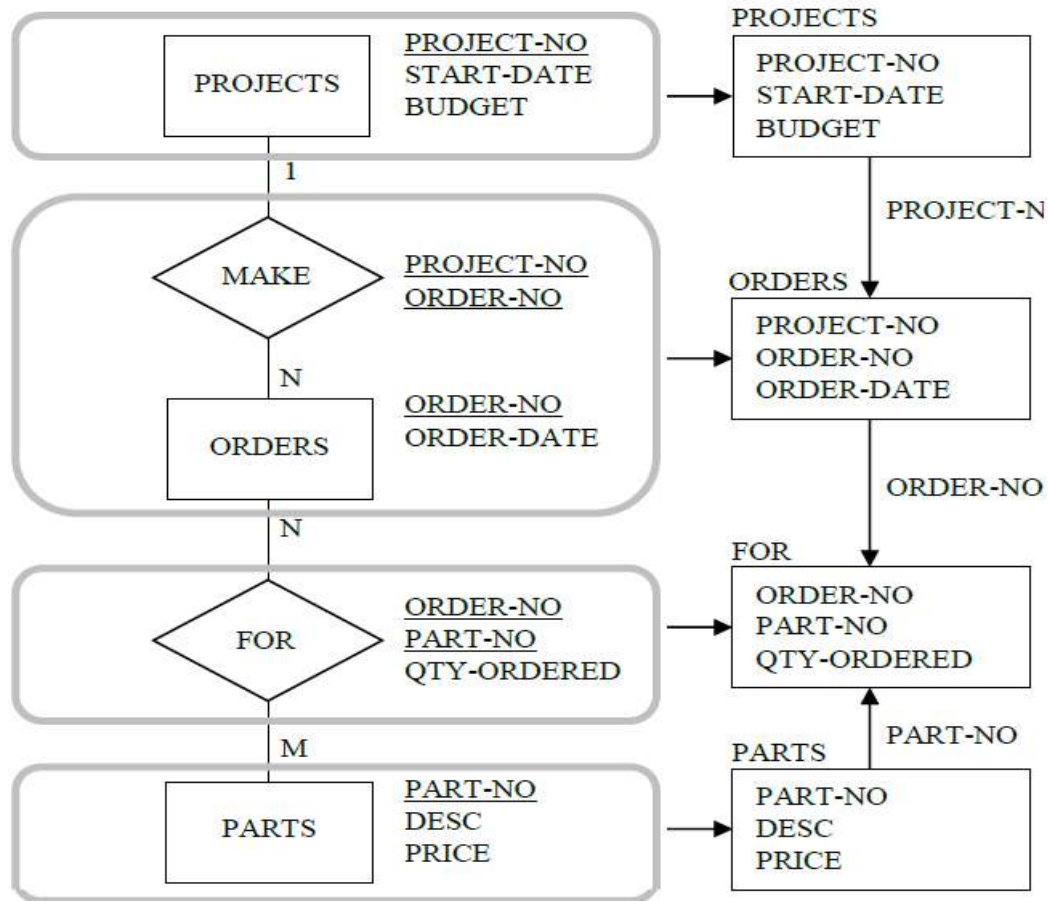 PROJECTS
PROJECT-NO
START-DATE
BUDGET
PROJECTS
PROJECT-NO
START-DATE
BUDGET
1
PROJECT-N
MAKE
PROJECT-NO
ORDER-NO
N
ORDERS
ORDER-NO
ORDER-DATE
ORDERS
PROJECT-NO
ORDER-NO
ORDER-DATE
N
ORDER-NO
FOR
ORDER-NO
PART-NO
QTY-ORDERED
FOR
ORDER-NO
PART-NO
QTY-ORDERED
M
PART-NO
PARTS
PART-NO
DESC
PRICE
PARTS
PART-NO
DESC
PRICE